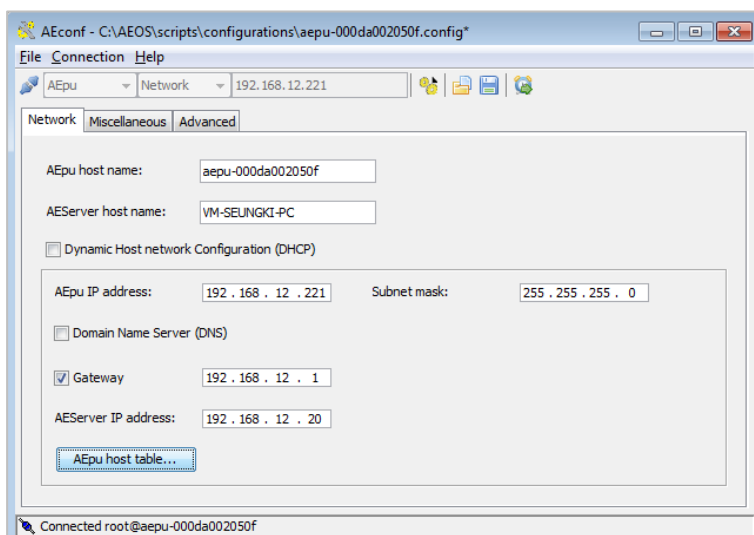 AEconf - C:\AEOS\scripts\configurations\aepu-000da002050f.config*
File Connection Help
AEpu Network 192.168.12.221
Network Miscellaneous Advanced
AEpu host name: aepu-000da002050f
AEServer host name: VM-SEUNGKI-PC
Dynamic Host network Configuration (DHCP)
AEpu IP address: 192 . 168 . 12 . 221 Subnet mask: 255 . 255 . 255 . 0
Domain Name Server (DNS)
Gateway 192 . 168 . 12 . 1
AEServer IP address: 192 . 168 . 12 . 20
AEpu host table...
Connected root@aepu-000da002050f